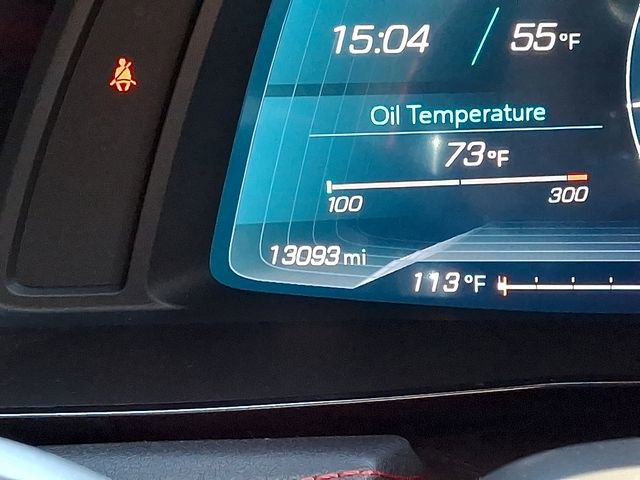 15:04 / 55°F
Oil Temperature
73°F
100 300
13093 mi
113°F